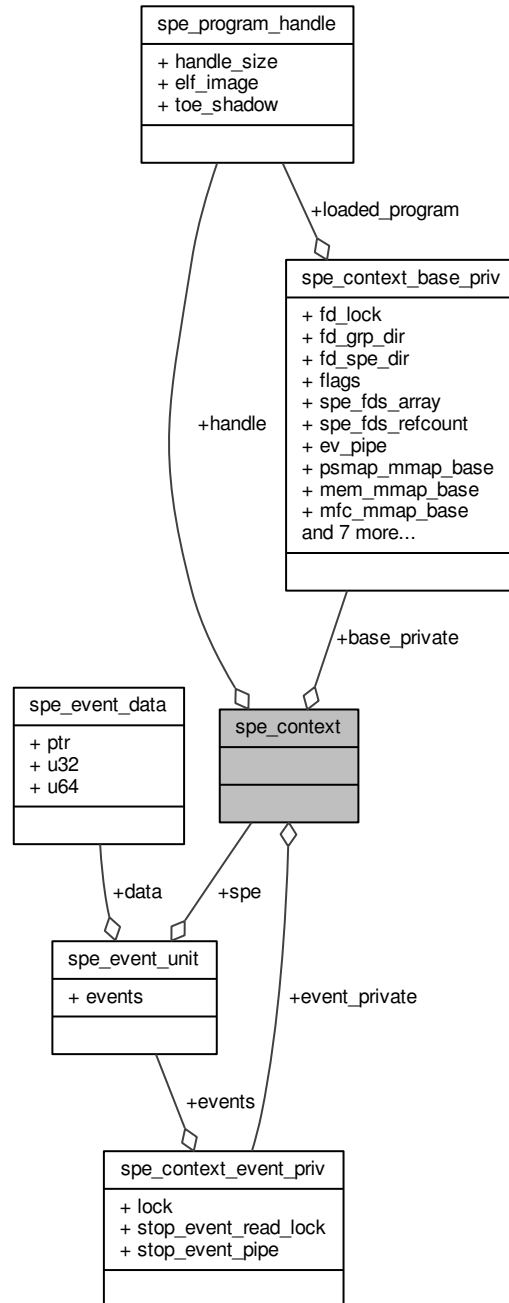 spe_program_handle
+ handle_size
+ elf_image
+ toe_shadow
+loaded_program
spe_context_base_priv
+ fd_lock
+ fd_grp_dir
+ fd_spe_dir
+ flags
+ spe_fds_array
+ spe_fds_refcount
+ ev_pipe
+ psmap_mmap_base
+ mem_mmap_base
+ mfc_mmap_base
and 7 more...
+handle
+base_private
spe_event_data
+ ptr
+ u32
+ u64
spe_context
+data
+spe
spe_event_unit
+ events
+event_private
+events
spe_context_event_priv
+ lock
+ stop_event_read_lock
+ stop_event_pipe